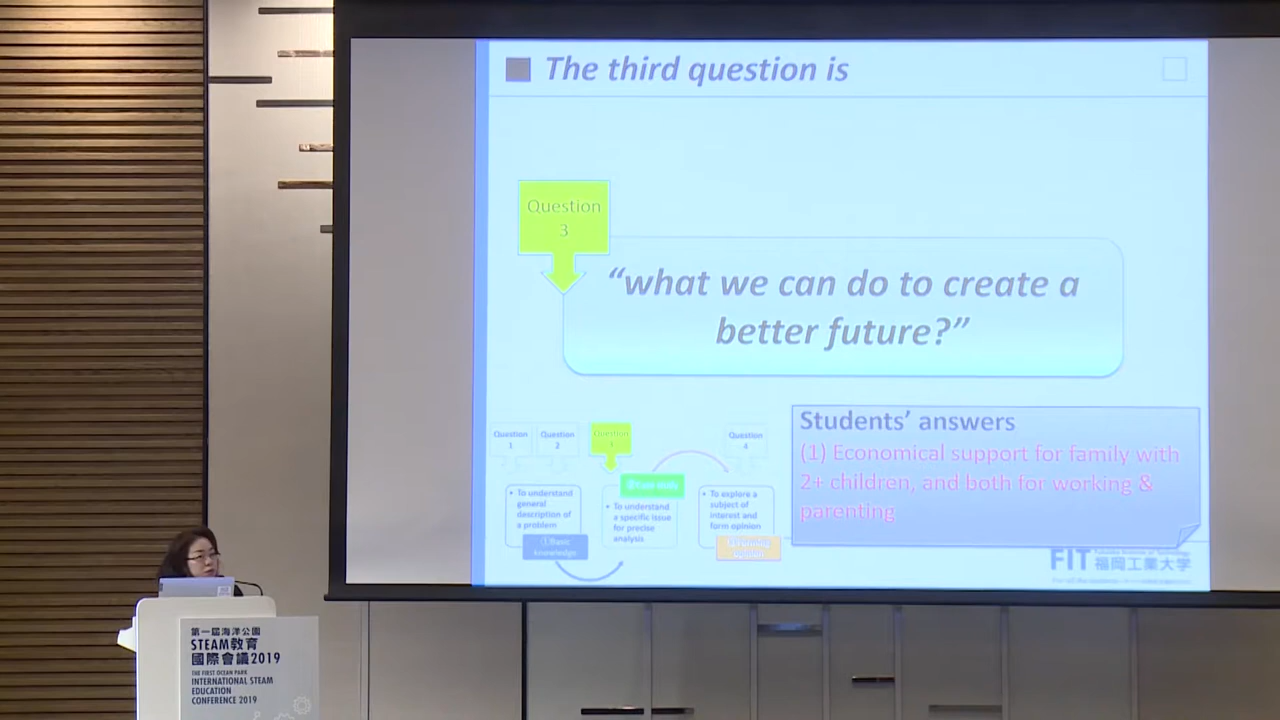 The third question is
Question
3
“what we can do to create a
better future?”
Question
1
Question
2
Question
3
Question
4
• To understand
general
description of
a problem
①Basic
knowledge
• To understand
a specific issue
for precise
analysis
• To explore a
subject of
interest and
form opinion
Students’ answers
(1) Economical support for family with
2+ children, and both for working &
parenting
FIT
福岡工業大学
第一屆海洋公園
STEAM教育
國際會議2019
THE FIRST OCEAN PARK
INTERNATIONAL STEAM
EDUCATION
CONFERENCE 2019